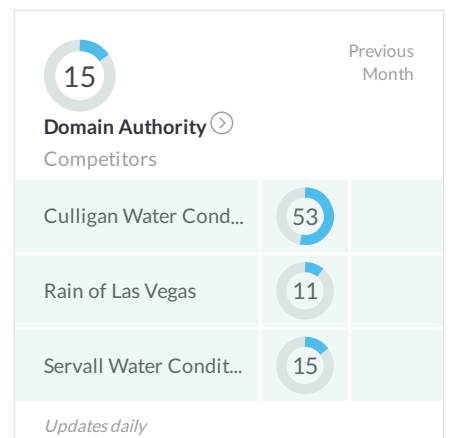 15
Previous
Month
Domain Authority
Competitors
Culligan Water Cond... 53
Rain of Las Vegas 11
Servall Water Condit... 15
Updates daily